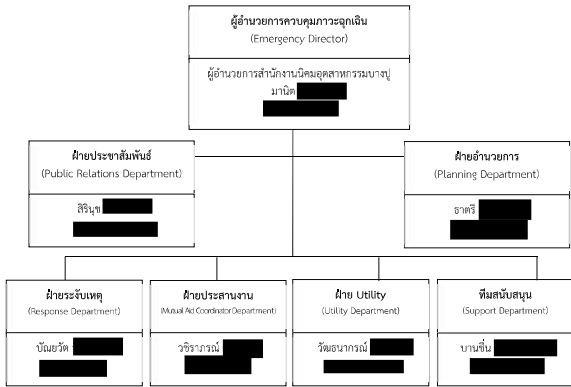 ผู้อำนวยการควบคุมภาวะฉุกเฉิน
(Emergency Director)
ผู้อำนวยการสำนักงานนิคมอุตสาหกรรมบางปู
มานิต
ฝ่ายประชาสัมพันธ์
(Public Relations Department)
สิรินุช
ฝ่ายอำนวยการ
(Planning Department)
ธาตรี
ฝ่ายระงับเหตุ
(Response Department)
บัณยวัต
ฝ่ายประสานงาน
(Mutual Aid Coordinator Department)
วชิราภรณ์
ฝ่าย Utility
(Utility Department)
วัฒธนากรณ์
ทีมสนับสนุน
(Support Department)
บานชื่น